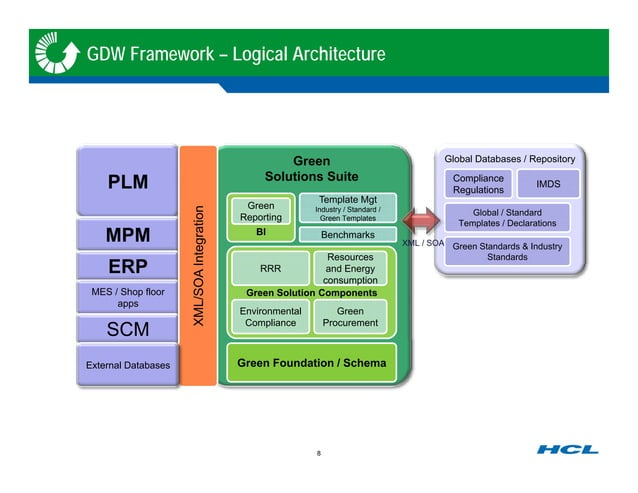 GDW Framework – Logical Architecture
PLM
MPM
ERP
MES / Shop floor
apps
SCM
External Databases
XML/SOA Integration
Green
Solutions Suite
Green
Reporting
BI
Template Mgt
Industry / Standard /
Green Templates
Benchmarks
RRR
Resources
and Energy
consumption
Green Solution Components
Environmental
Compliance
Green
Procurement
Green Foundation / Schema
XML / SOA
Global Databases / Repository
Compliance
Regulations
IMDS
Global / Standard
Templates / Declarations
Green Standards & Industry
Standards
8
HCL